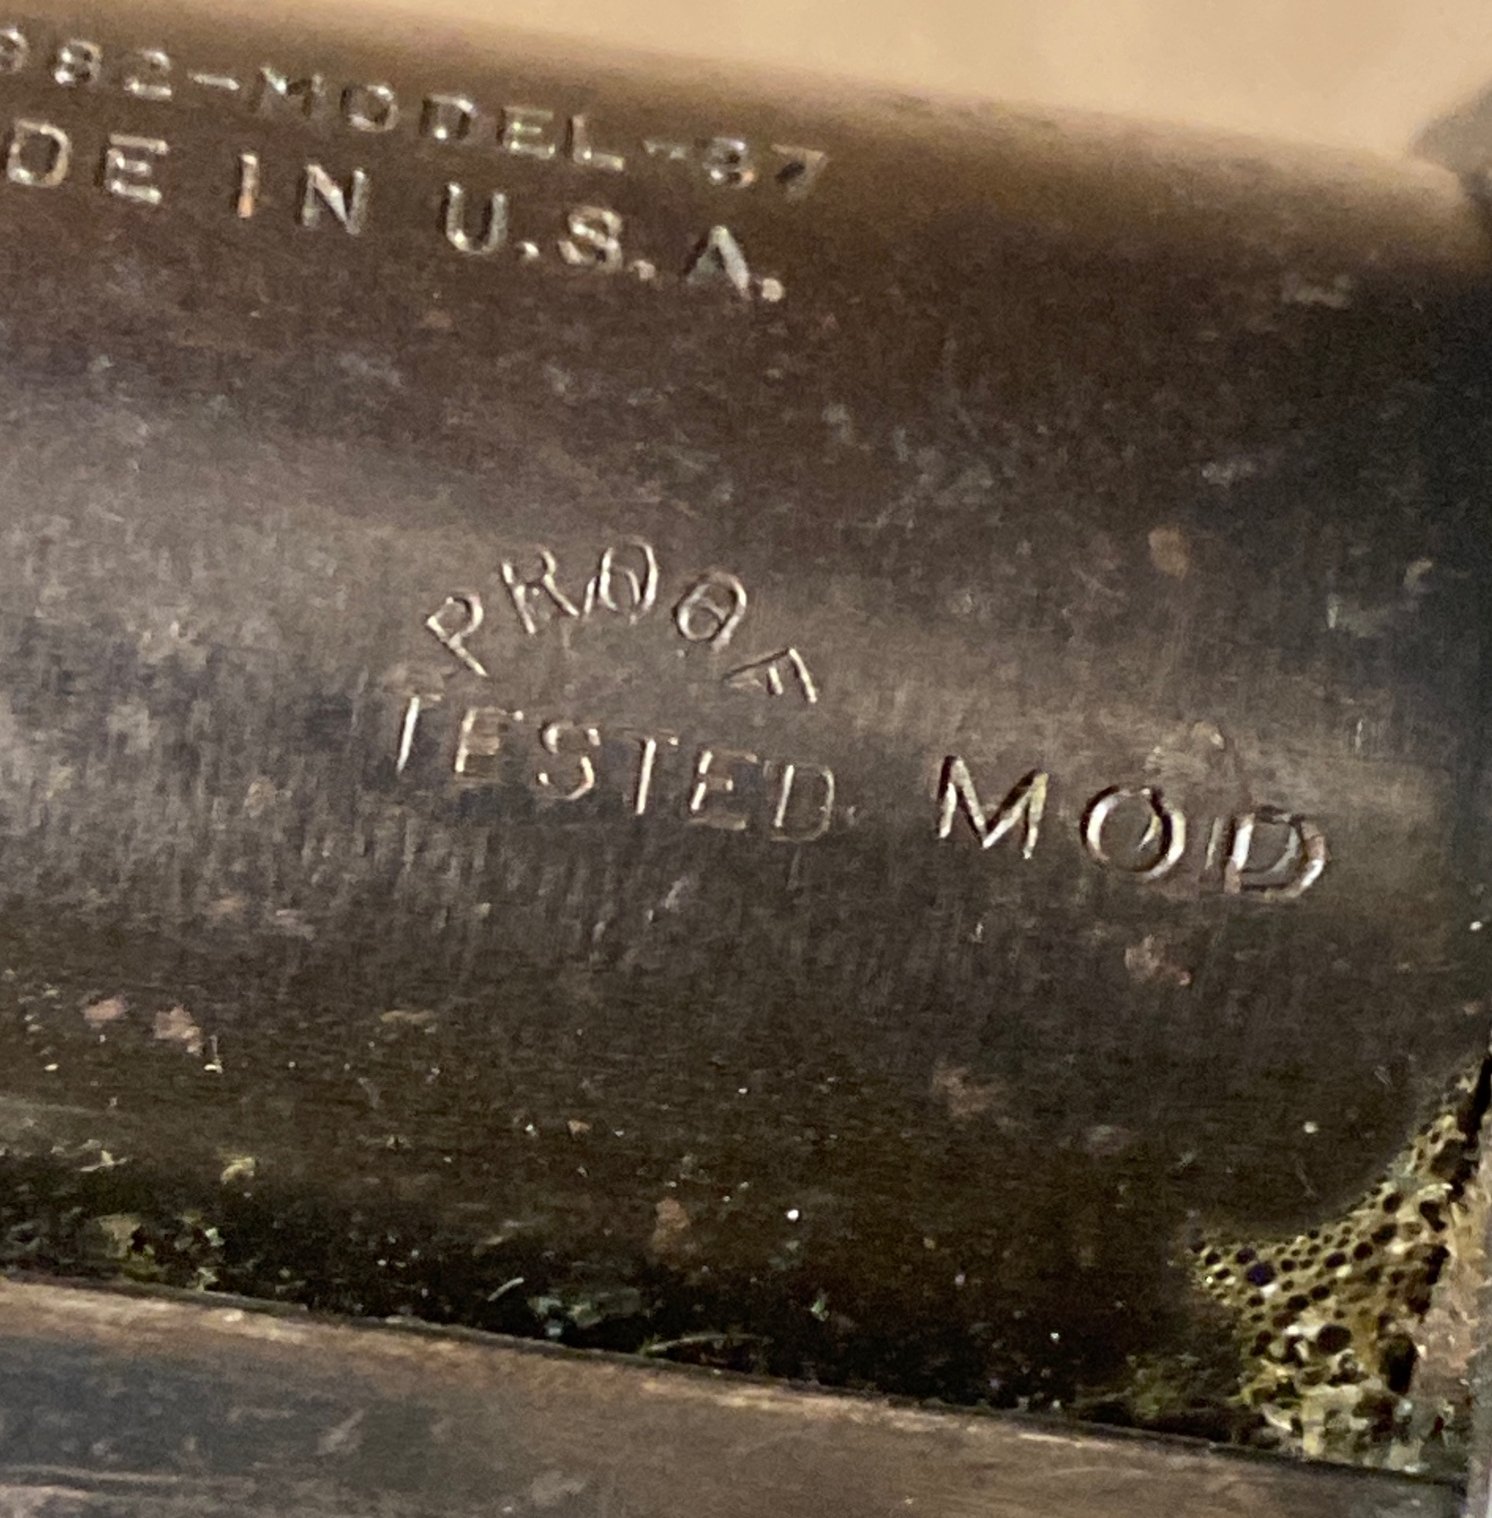 982-MODEL-37
DE IN U.S.A.
PROOF
TESTED MOD